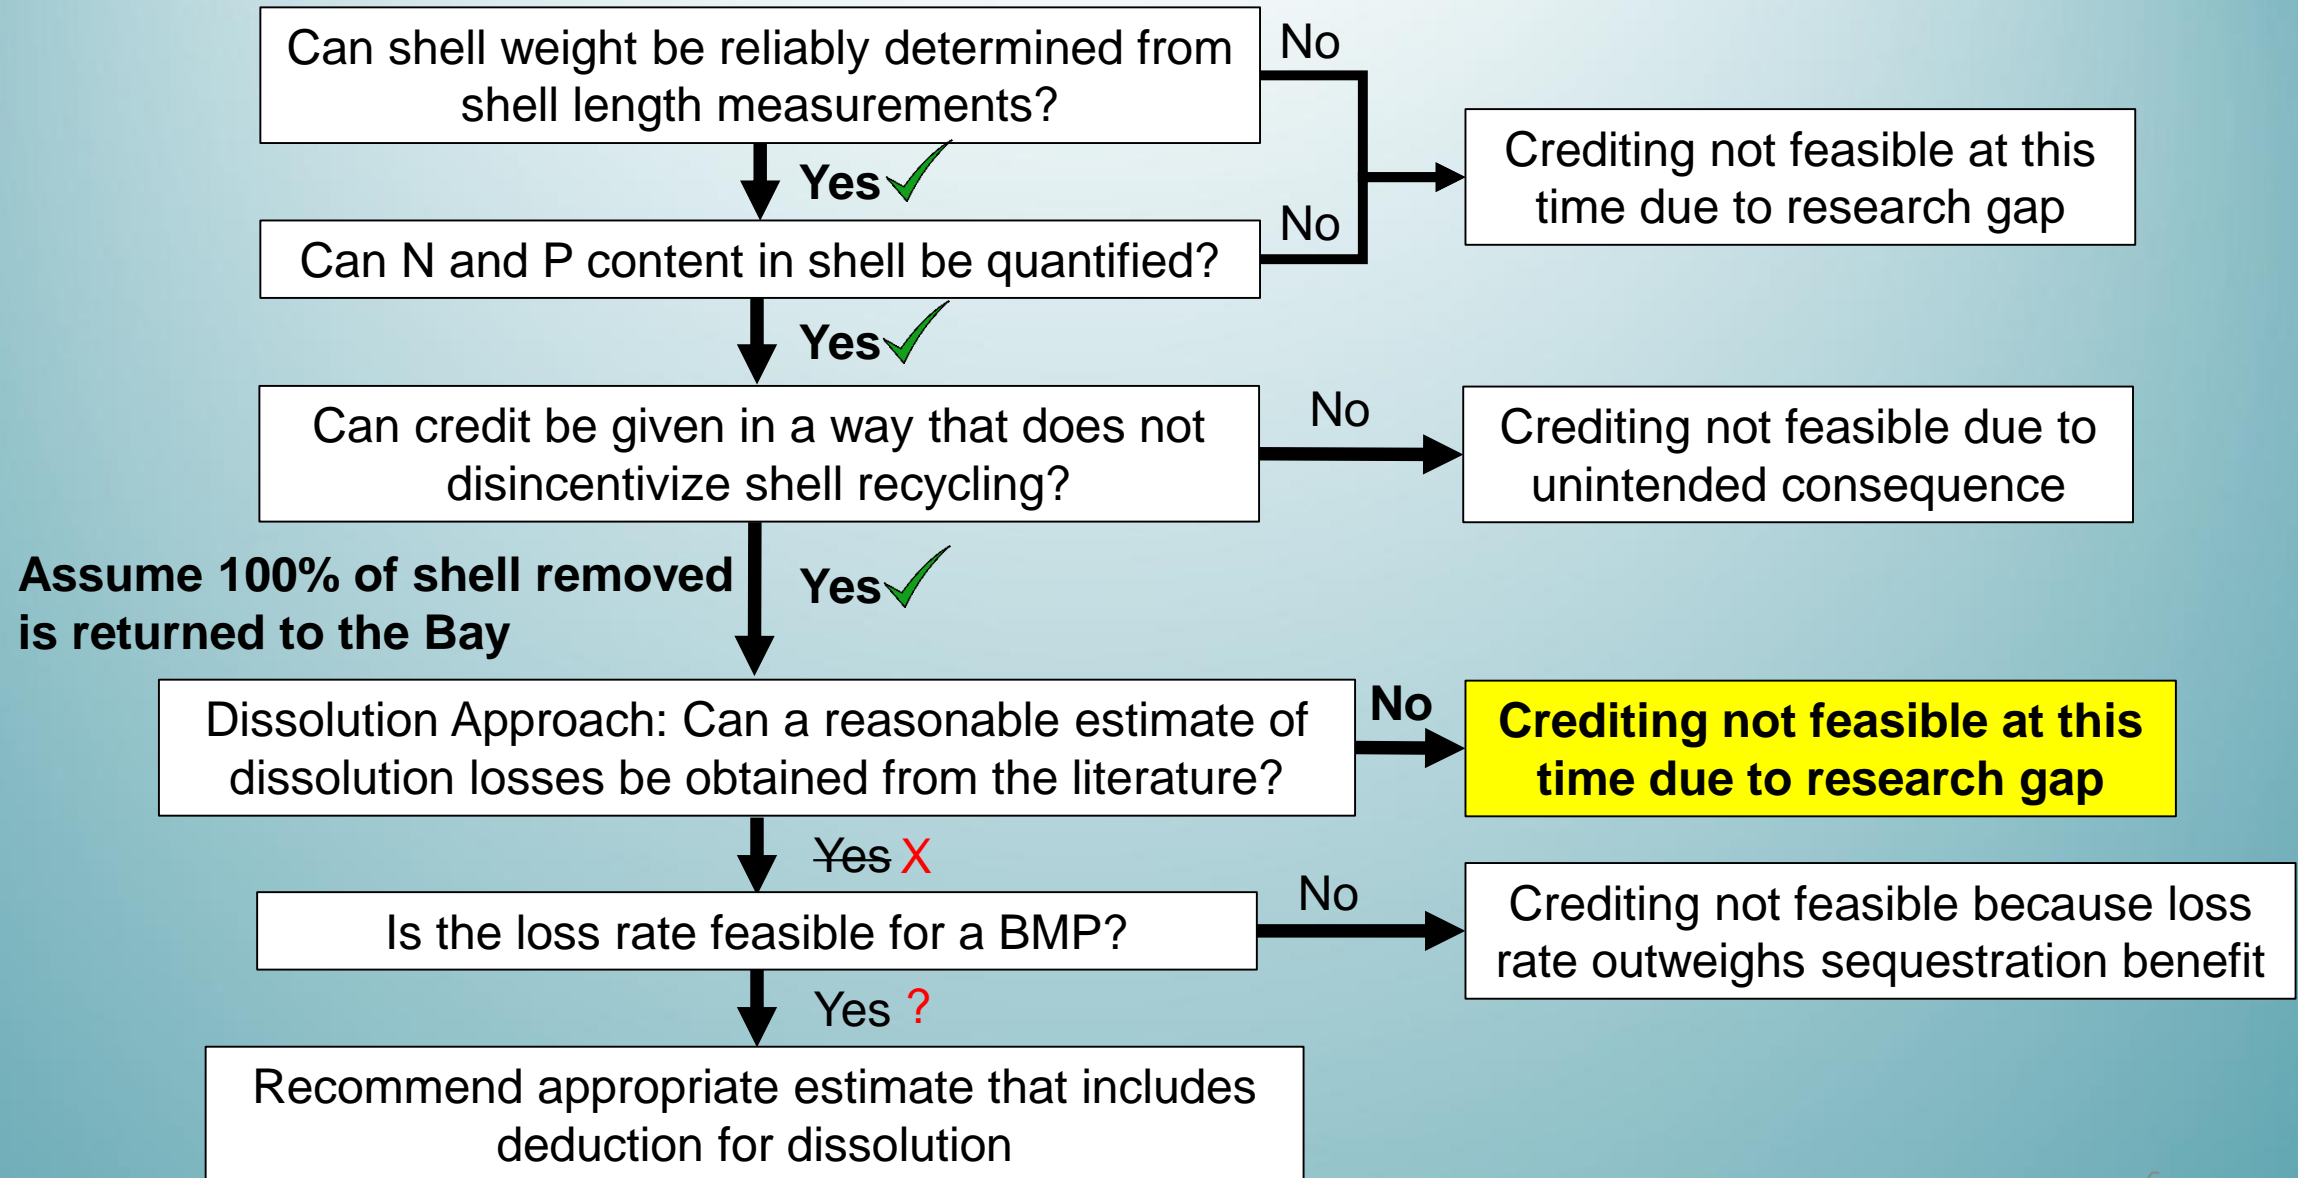 Can shell weight be reliably determined from
shell length measurements?
No
Crediting not feasible at this
time due to research gap
Yes
Can N and P content in shell be quantified?
No
Yes
Can credit be given in a way that does not
disincentivize shell recycling?
No
Crediting not feasible due to
unintended consequence
Assume 100% of shell removed
is returned to the Bay
Yes
Dissolution Approach: Can a reasonable estimate of
dissolution losses be obtained from the literature?
No
Crediting not feasible at this
time due to research gap
Yes X
Is the loss rate feasible for a BMP?
No
Crediting not feasible because loss
rate outweighs sequestration benefit
Yes ?
Recommend appropriate estimate that includes
deduction for dissolution